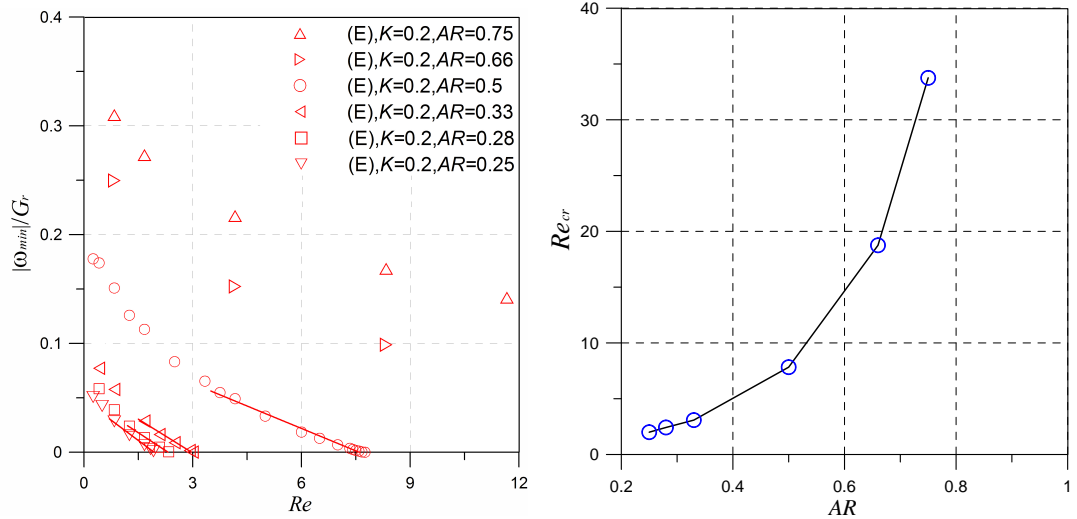 0.4
0.3
0.2
0.1
0
|ω_min|/G_r
0
3
6
9
12
Re
(E),K=0.2,AR=0.75
(E),K=0.2,AR=0.66
(E),K=0.2,AR=0.5
(E),K=0.2,AR=0.33
(E),K=0.2,AR=0.28
(E),K=0.2,AR=0.25
40
30
20
10
0
Re_cr
0.2
0.4
0.6
0.8
1
AR